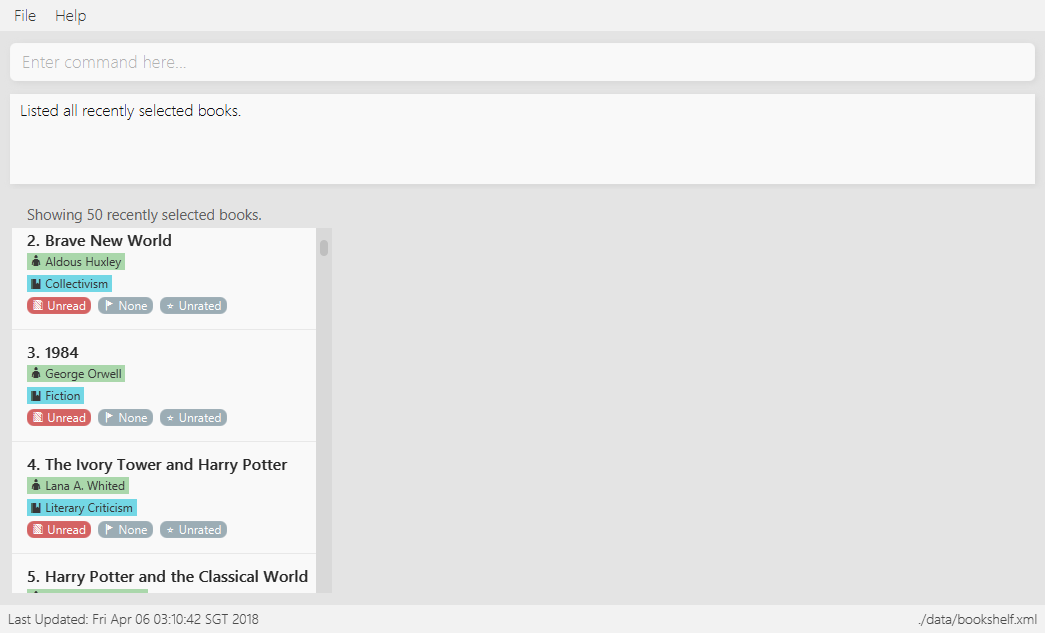 File Help
Enter command here...
Listed all recently selected books.
Showing 50 recently selected books.
2. Brave New World
Aldous Huxley
Collectivism
Unread None Unrated
3. 1984
George Orwell
Fiction
Unread None Unrated
4. The Ivory Tower and Harry Potter
Lana A. Whited
Literary Criticism
Unread None Unrated
5. Harry Potter and the Classical World
Last Updated: Fri Apr 06 03:10:42 SGT 2018 ./data/bookshelf.xml